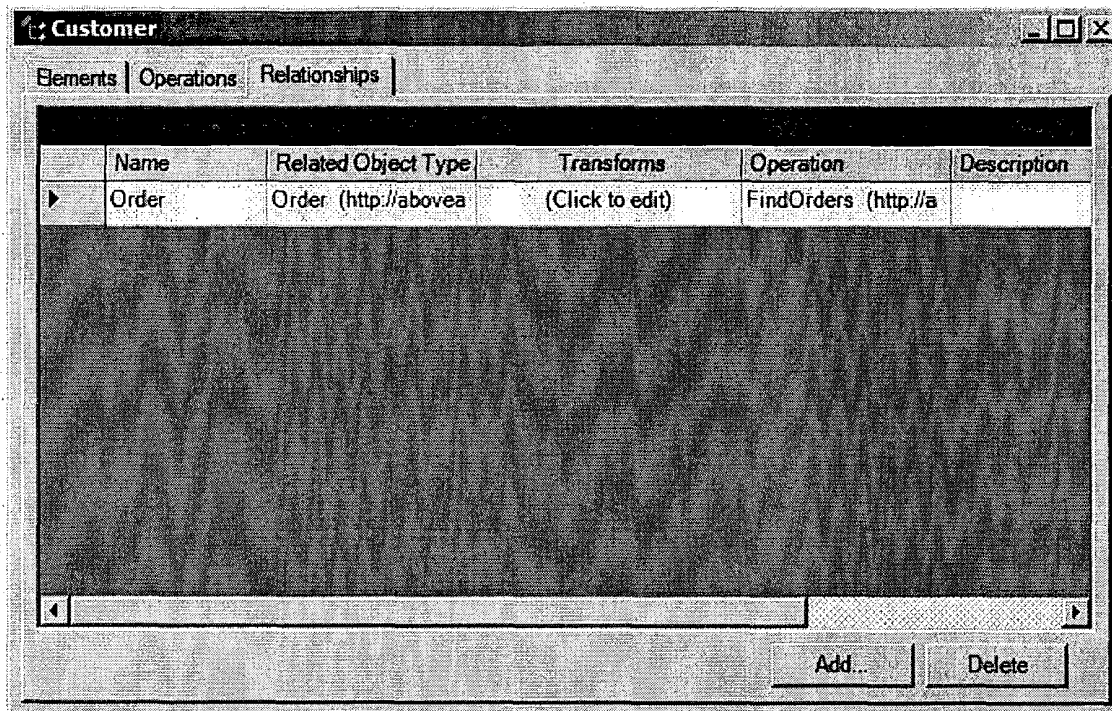 Customer
Elements Operations Relationships
Name Related Object Type Transforms Operation Description
Order Order (http://abovea (Click to edit) FindOrders (http://a
Add... Delete